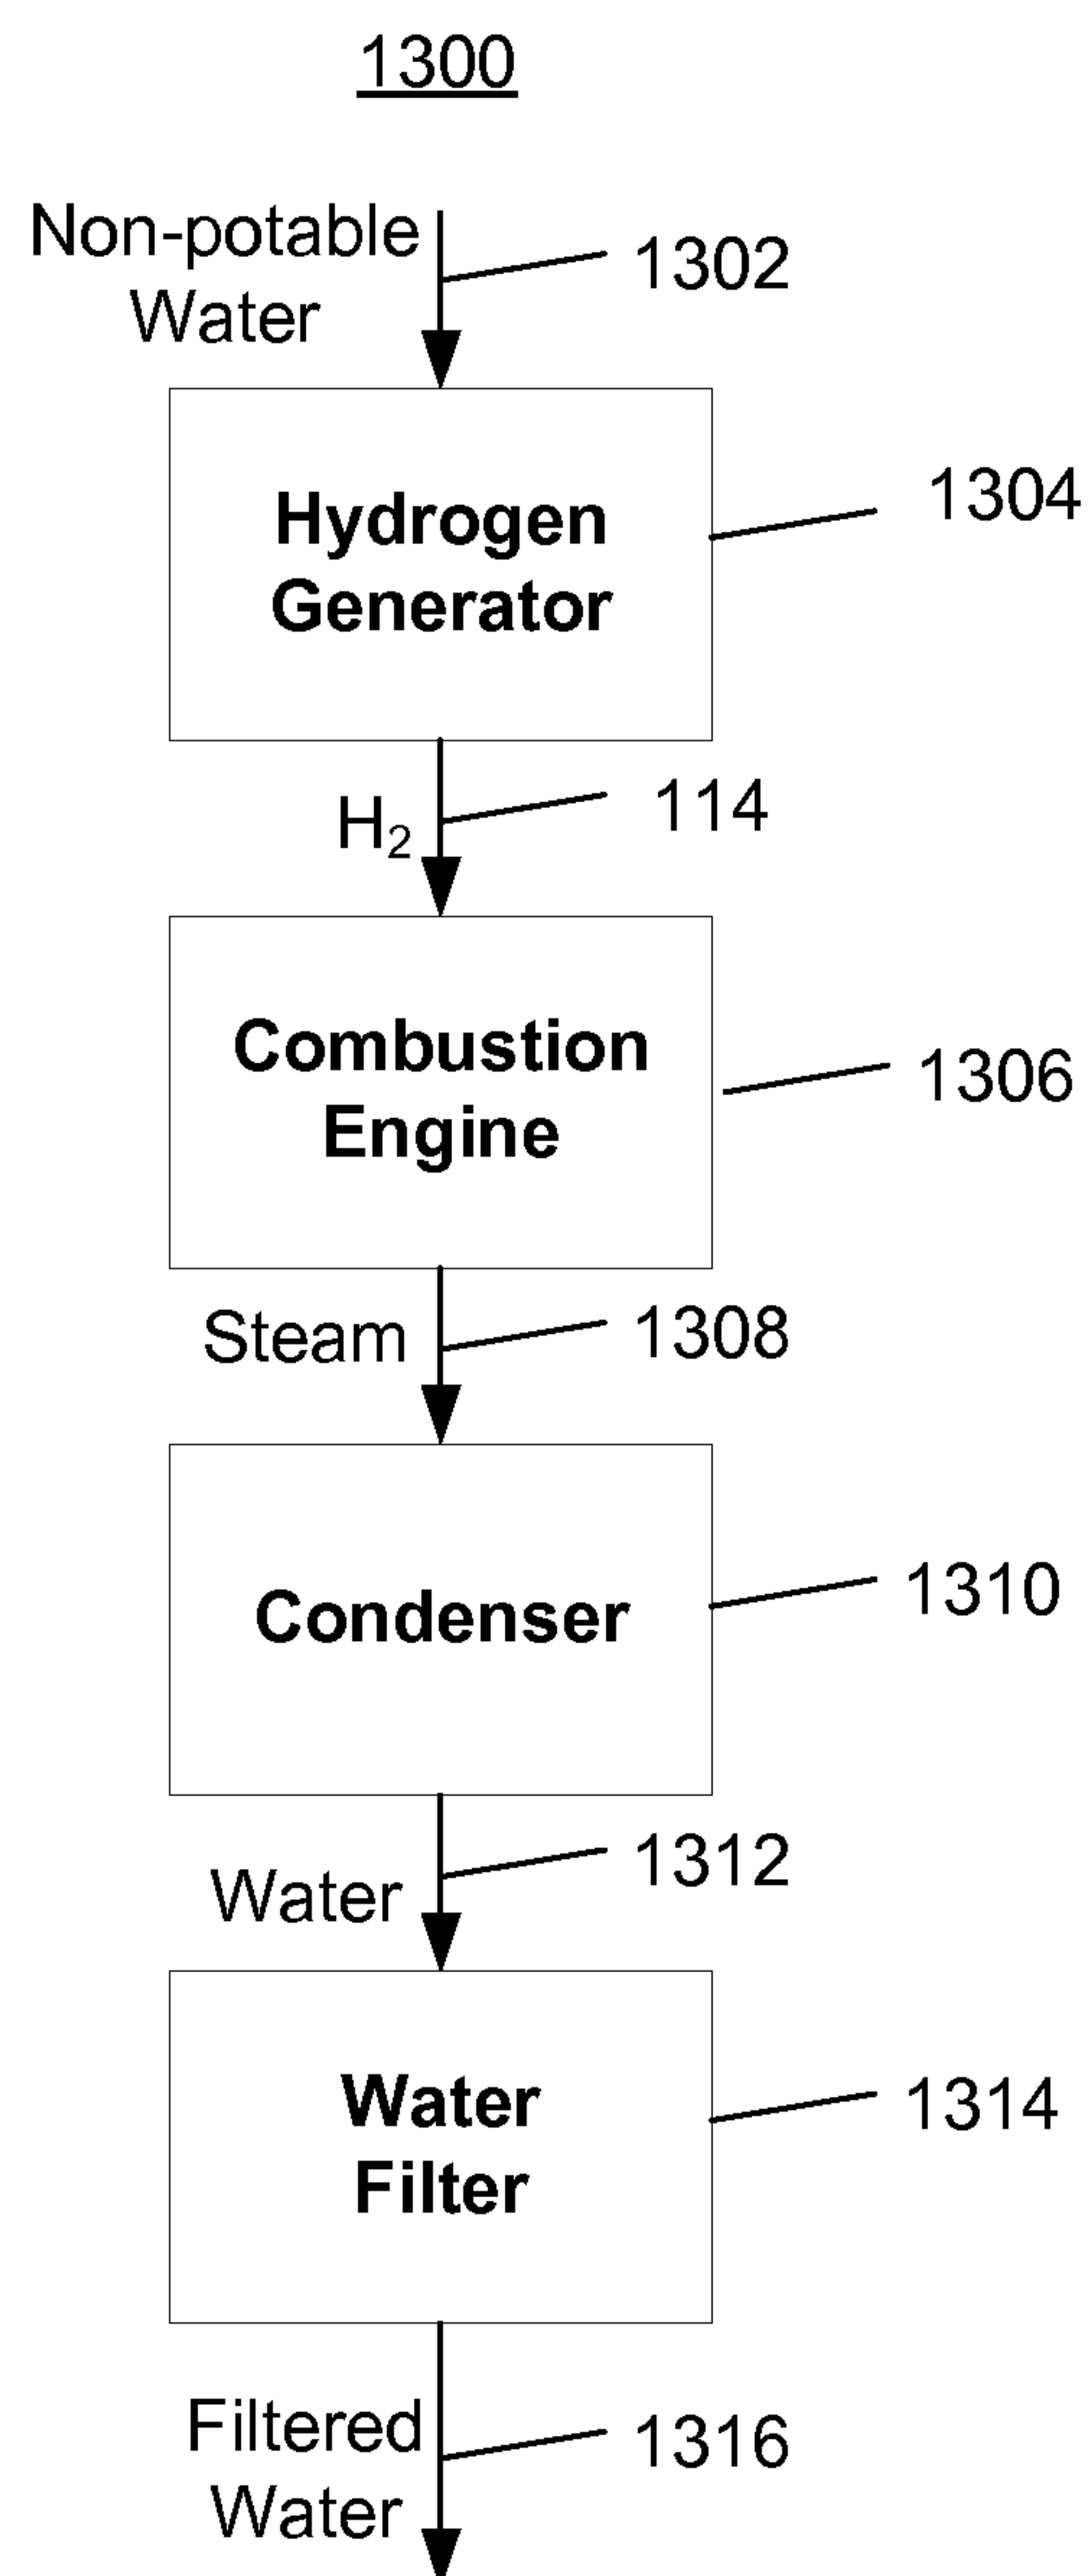 1300
Non-potable
Water
1302
Hydrogen
Generator
1304
H₂
114
Combustion
Engine
1306
Steam
1308
Condenser
1310
Water
1312
Water
Filter
1314
Filtered
Water
1316